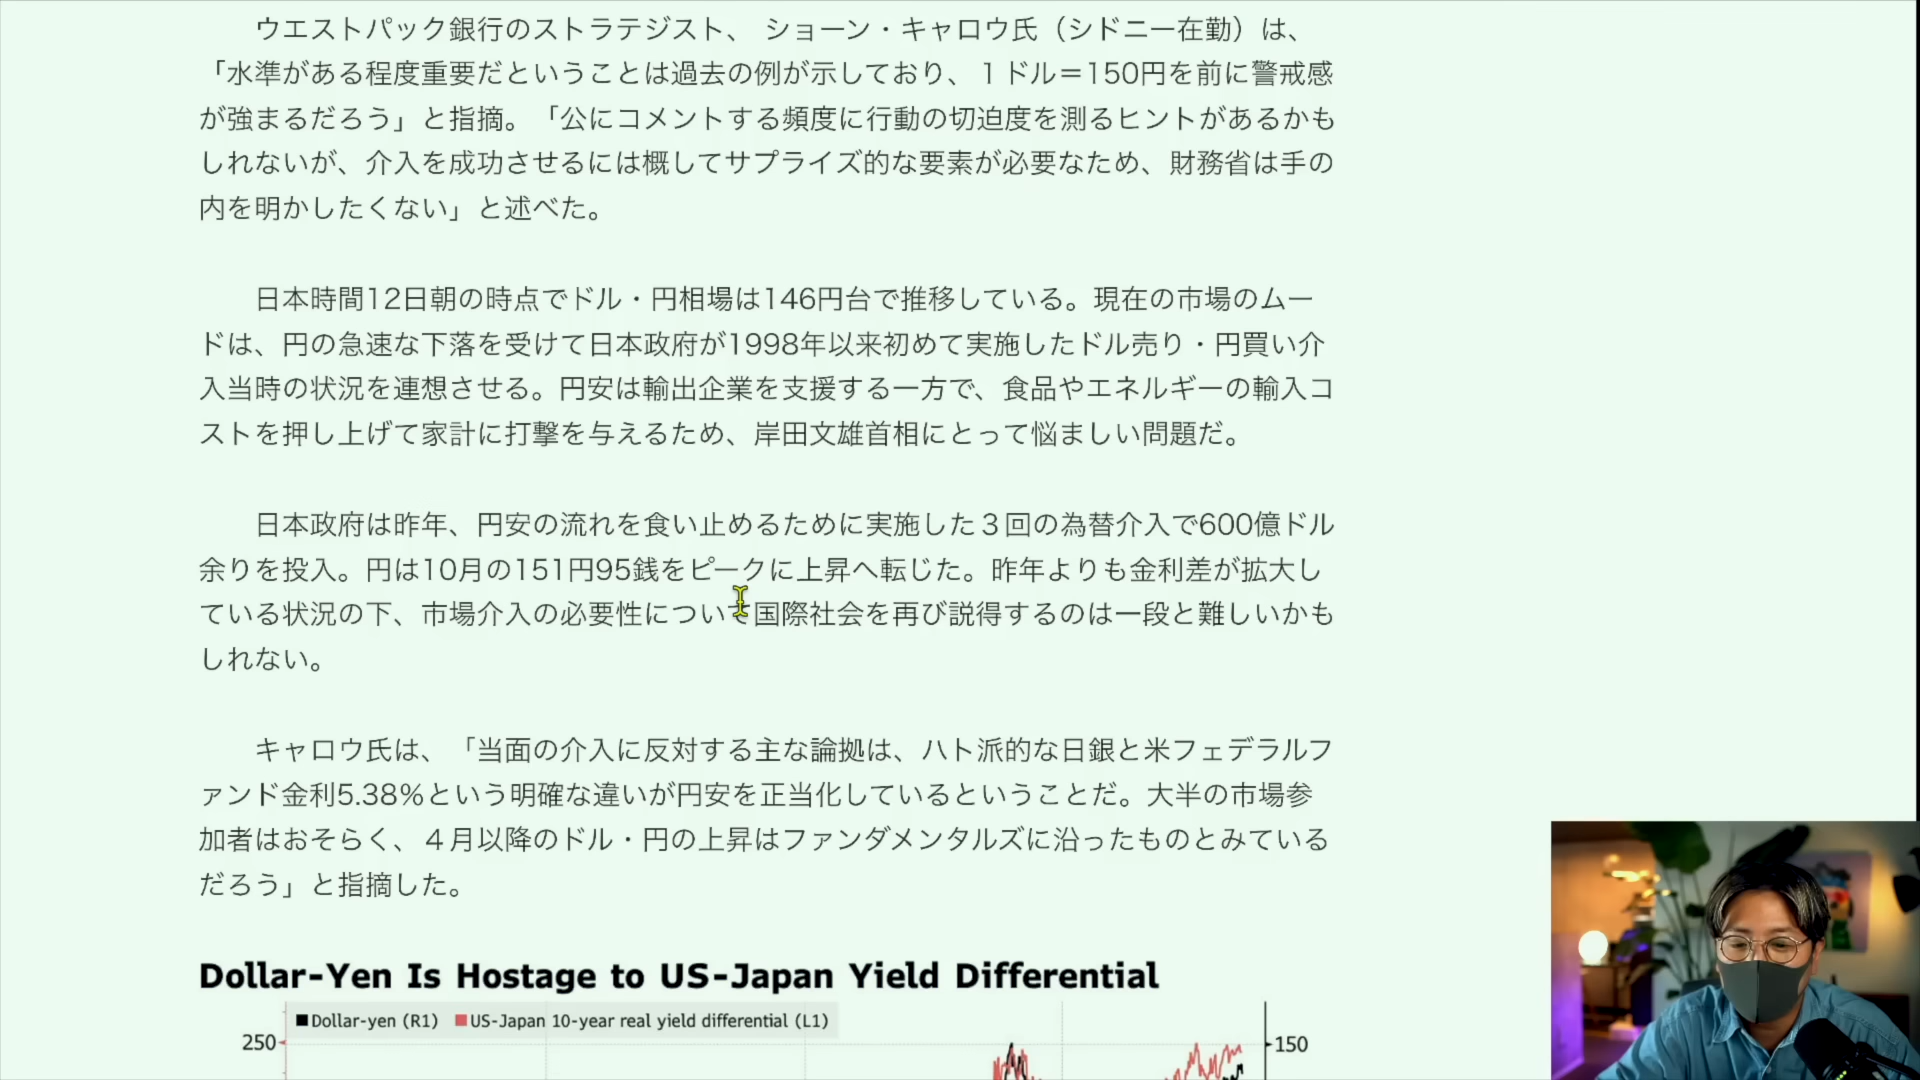 ウエストパック銀行のストラテジスト、 ショーン・キャロウ氏（シドニー在勤）は、
「水準がある程度重要だということは過去の例が示しており、１ドル＝150円を前に警戒感
が強まるだろう」と指摘。「公にコメントする頻度に行動の切迫度を測るヒントがあるかも
しれないが、介入を成功させるには概してサプライズ的な要素が必要なため、財務省は手の
内を明かしたくない」と述べた。
日本時間12日朝の時点でドル・円相場は146円台で推移している。現在の市場のムー
ドは、円の急速な下落を受けて日本政府が1998年以来初めて実施したドル売り・円買い介
入当時の状況を連想させる。円安は輸出企業を支援する一方で、食品やエネルギーの輸入コ
ストを押し上げて家計に打撃を与えるため、岸田文雄首相にとって悩ましい問題だ。
日本政府は昨年、円安の流れを食い止めるために実施した３回の為替介入で600億ドル
余りを投入。円は10月の151円95銭をピークに上昇へ転じた。昨年よりも金利差が拡大し
ている状況の下、市場介入の必要性について国際社会を再び説得するのは一段と難しいかも
しれない。
キャロウ氏は、「当面の介入に反対する主な論拠は、ハト派的な日銀と米フェデラルフ
ァンド金利5.38%という明確な違いが円安を正当化しているということだ。大半の市場参
加者はおそらく、４月以降のドル・円の上昇はファンダメンタルズに沿ったものとみている
だろう」と指摘した。
Dollar-Yen Is Hostage to US-Japan Yield Differential
Dollar-yen (R1) US-Japan 10-year real yield differential (L1)
250 150